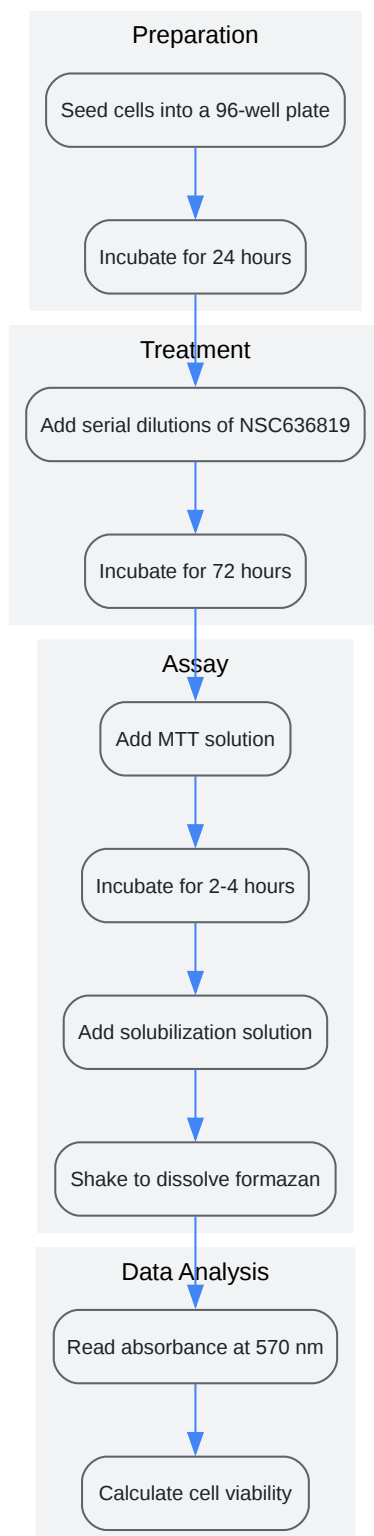 Preparation
Seed cells into a 96-well plate
Incubate for 24 hours
Treatment
Add serial dilutions of NSC636819
Incubate for 72 hours
Assay
Add MTT solution
Incubate for 2-4 hours
Add solubilization solution
Shake to dissolve formazan
Data Analysis
Read absorbance at 570 nm
Calculate cell viability